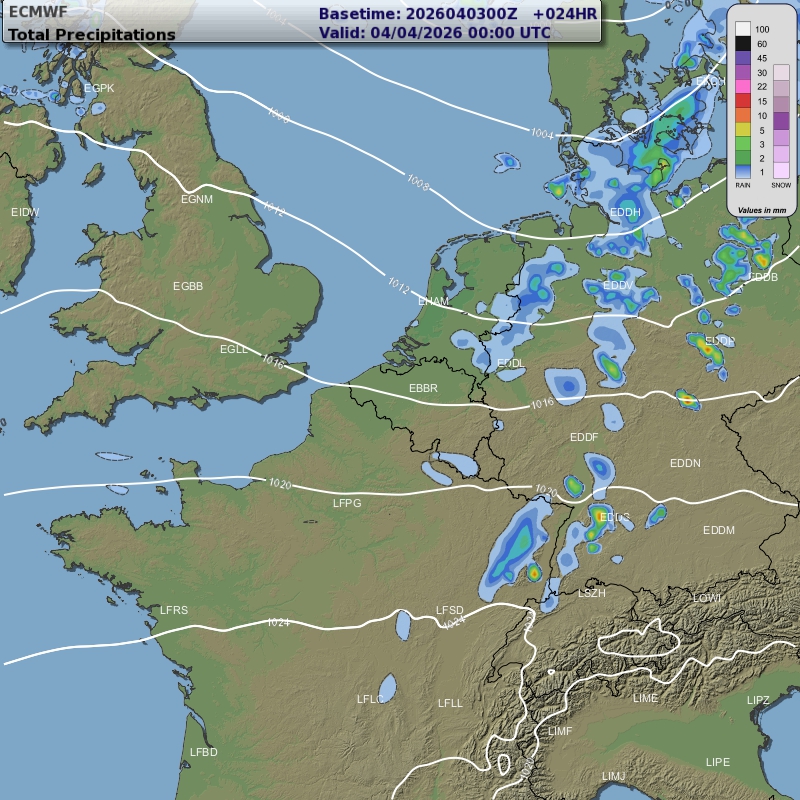 ECMWF
Basetime: 2026040300Z +024HR
Total Precipitations
Valid: 04/04/2026 00:00 UTC
100
60
45
30
22
15
10
5
3
2
1
RAIN SNOW
Values in mm
1004
EGPK
1000
1004
1008
EGNM
1012
EIDW
EDDH
EGBB
1012
EHAM
EDDV
EDDB
EGLL
1016
EDDL
EDDP
EBBR
1016
EDDF
EDDN
1020
1020
LFPG
EDDS
EDDM
LSZH
LOWI
LFRS
LFSD
1024
1024
LFLC
LFLL
LIME
LIPZ
LIMF
LFBD
LIPE
1020
LIMJ